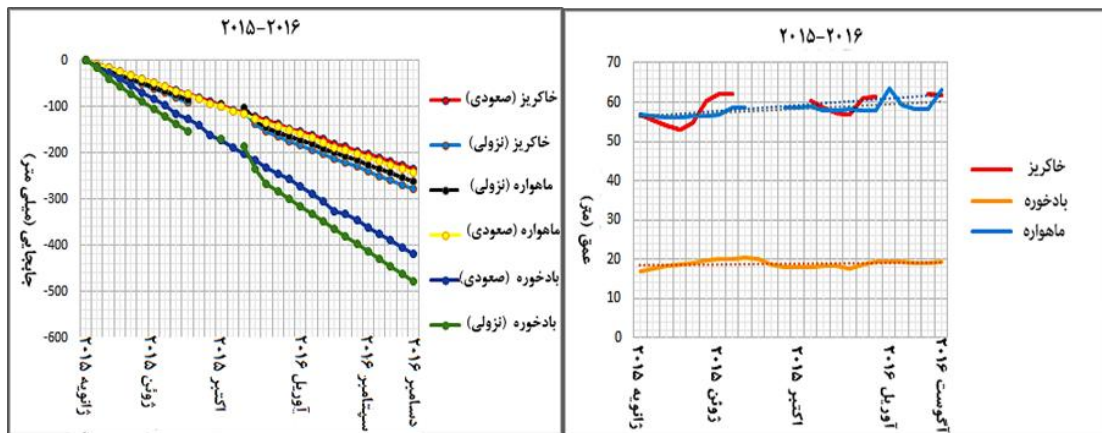 ۲۰۱۵-۲۰۱۶
0
-100
-200
-300
-400
-500
-600
جابجایی (میلی متر)
ژانویه ۲۰۱۵
ژوئن ۲۰۱۵
اکتبر ۲۰۱۵
آوریل ۲۰۱۶
سپتامبر ۲۰۱۶
دسامبر ۲۰۱۶
خاکریز (صعودی)
خاکریز (نزولی)
ماهواره (نزولی)
ماهواره (صعودی)
بادخوره (صعودی)
بادخوره (نزولی)
۲۰۱۵-۲۰۱۶
70
60
50
40
30
20
10
0
عمق (متر)
ژانویه ۲۰۱۵
ژوئن ۲۰۱۵
اکتبر ۲۰۱۵
آوریل ۲۰۱۶
آگوست ۲۰۱۶
خاکریز
بادخوره
ماهواره